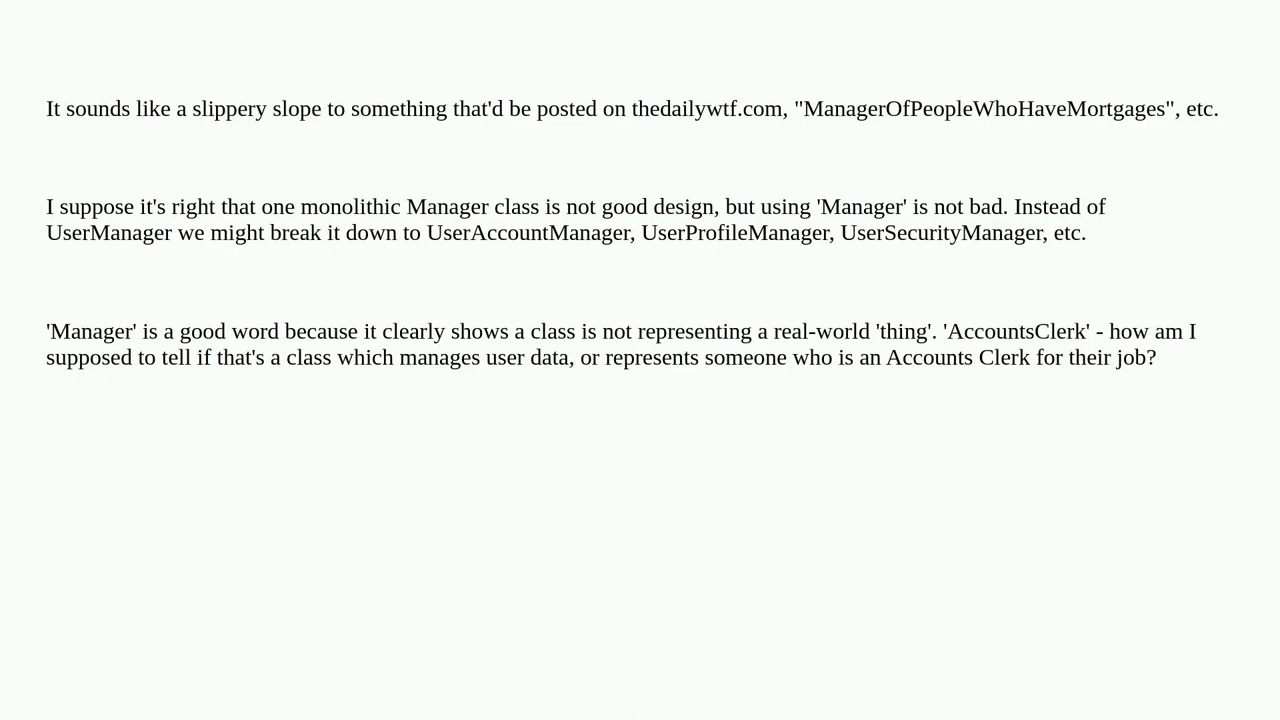 It sounds like a slippery slope to something that'd be posted on thedailywtf.com, "ManagerOfPeopleWhoHaveMortgages", etc.
I suppose it's right that one monolithic Manager class is not good design, but using 'Manager' is not bad. Instead of
UserManager we might break it down to UserAccountManager, UserProfileManager, UserSecurityManager, etc.
'Manager' is a good word because it clearly shows a class is not representing a real-world 'thing'. 'AccountsClerk' - how am I
supposed to tell if that's a class which manages user data, or represents someone who is an Accounts Clerk for their job?